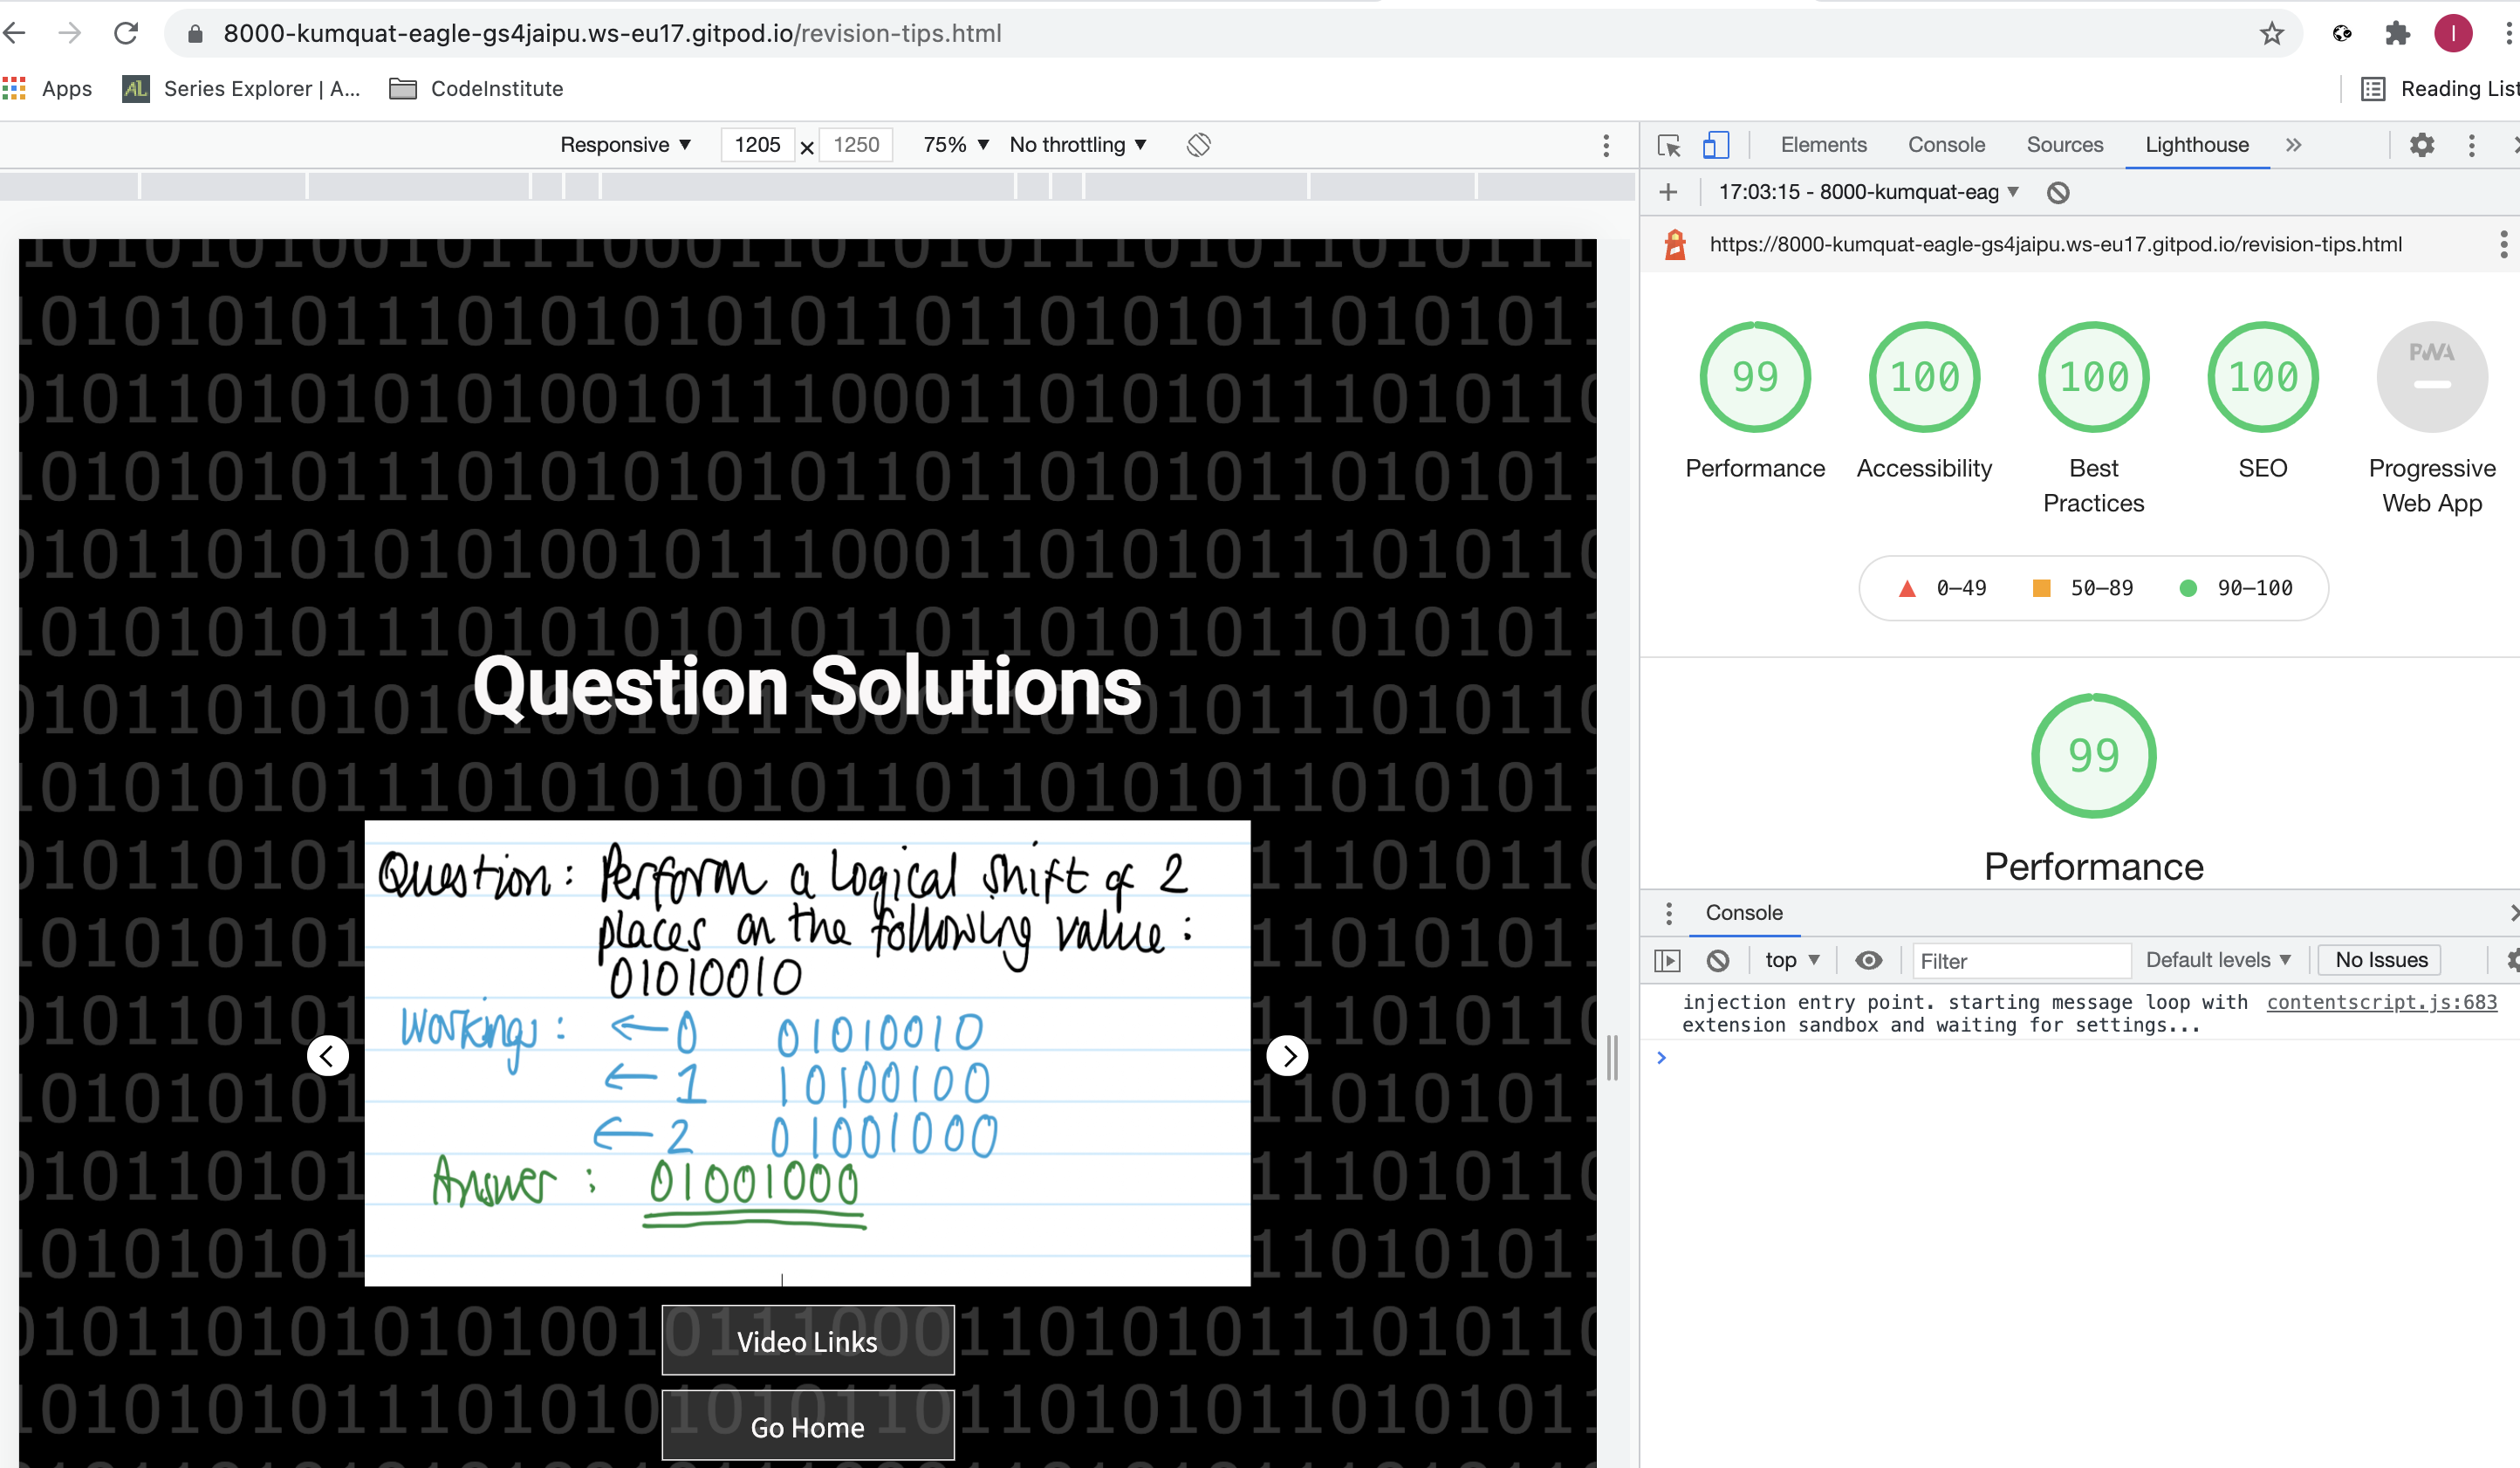 8000-kumquat-eagle-gs4jaipu.ws-eu17.gitpod.io/revision-tips.html
Apps
Series Explorer | A...
CodeInstitute
Reading List
Responsive ▼ 1205 × 1250 75% ▼ No throttling ▼
Elements Console Sources Lighthouse »
17:03:15 - 8000-kumquat-eag ▼
https://8000-kumquat-eagle-gs4jaipu.ws-eu17.gitpod.io/revision-tips.html
99 100 100 100 PWA
Performance Accessibility Best Practices SEO Progressive Web App
0–49 50–89 90–100
99
Performance
Question Solutions
Question: Perform a logical shift of 2
places on the following value:
01010010
Workings: ← 0 01010010
← 1 10100100
← 2 01001000
Answer: 01001000
Video Links
Go Home
Console
top ▼ Filter Default levels ▼ No Issues
injection entry point. starting message loop with contentscript.js:683
extension sandbox and waiting for settings...